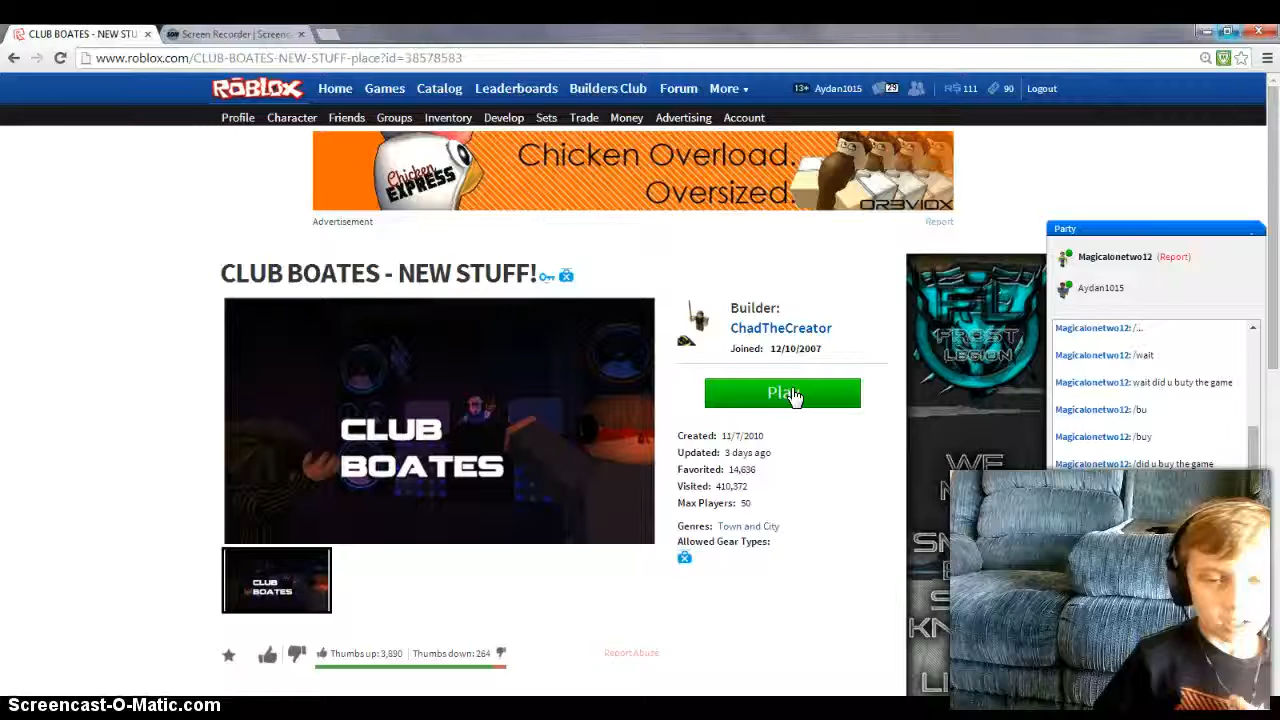 CLUB BOATES - NEW STU
Screen Recorder | Screenc
www.roblox.com/CLUB-BOATES-NEW-STUFF-place?id=38578583
ROBLOX Home Games Catalog Leaderboards Builders Club Forum More 13+ Aydan1015 29 R$ 111 90 Logout
Profile Character Friends Groups Inventory Develop Sets Trade Money Advertising Account
Chicken EXPRESS
Chicken Overload.
Oversized.
OR3VIOX
Advertisement Report
Party
Magicalonetwo12 (Report)
Aydan1015
Magicalonetwo12: /...
Magicalonetwo12: /wait
Magicalonetwo12: wait did u buty the game
Magicalonetwo12: /bu
Magicalonetwo12: /buy
Magicalonetwo12: /did u buy the game
CLUB BOATES - NEW STUFF!
CLUB
BOATES
Builder:
ChadTheCreator
Joined: 12/10/2007
Play
Created: 11/7/2010
Updated: 3 days ago
Favorited: 14,636
Visited: 410,372
Max Players: 50
Genres: Town and City
Allowed Gear Types:
FL
FROST
LEGION
WE
CLUB
BOATES
Thumbs up: 3,890 Thumbs down: 264
Report Abuse
Screencast-O-Matic.com